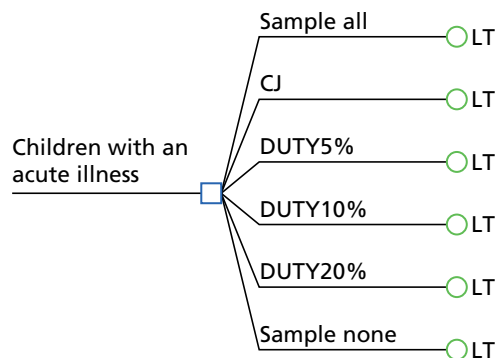 Sample all
LT
CJ
LT
Children with an
acute illness
DUTY5%
LT
DUTY10%
LT
DUTY20%
LT
Sample none
LT